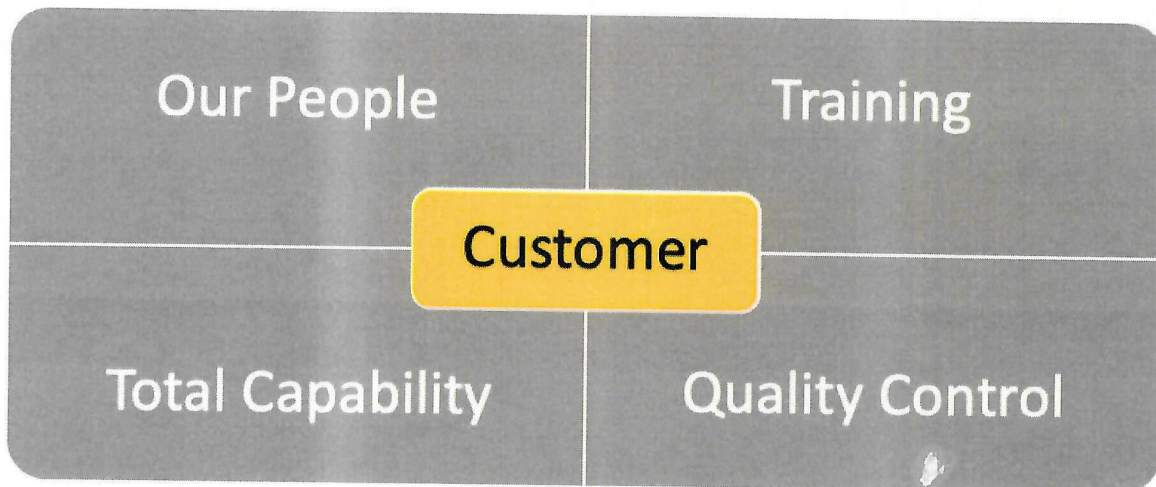 Our People
Training
Customer
Total Capability
Quality Control